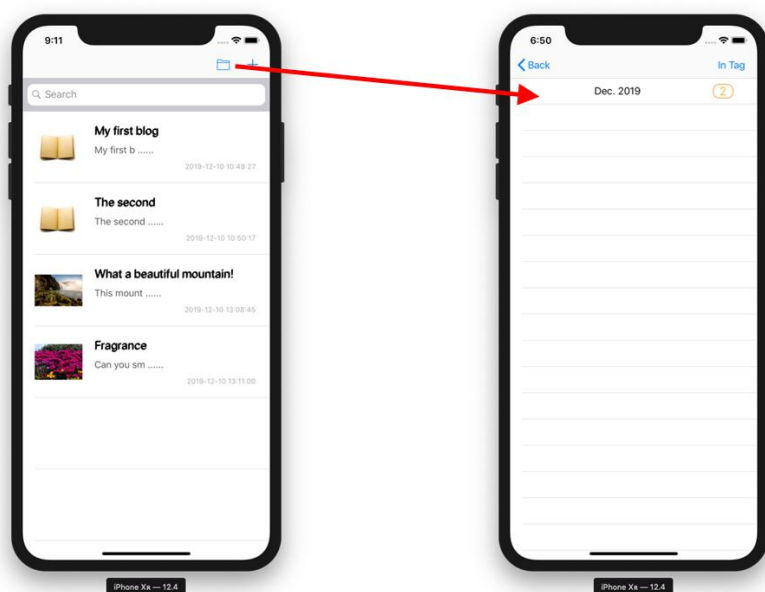 9:11
Search
My first blog
My first b ......
2019-12-10 10:49:27
The second
The second ......
2019-12-10 10:50:17
What a beautiful mountain!
This mount ......
2019-12-10 13:08:45
Fragrance
Can you sm ......
2019-12-10 13:11:00
iPhone Xʀ — 12.4
6:50
Back
In Tag
Dec. 2019
2
iPhone Xʀ — 12.4